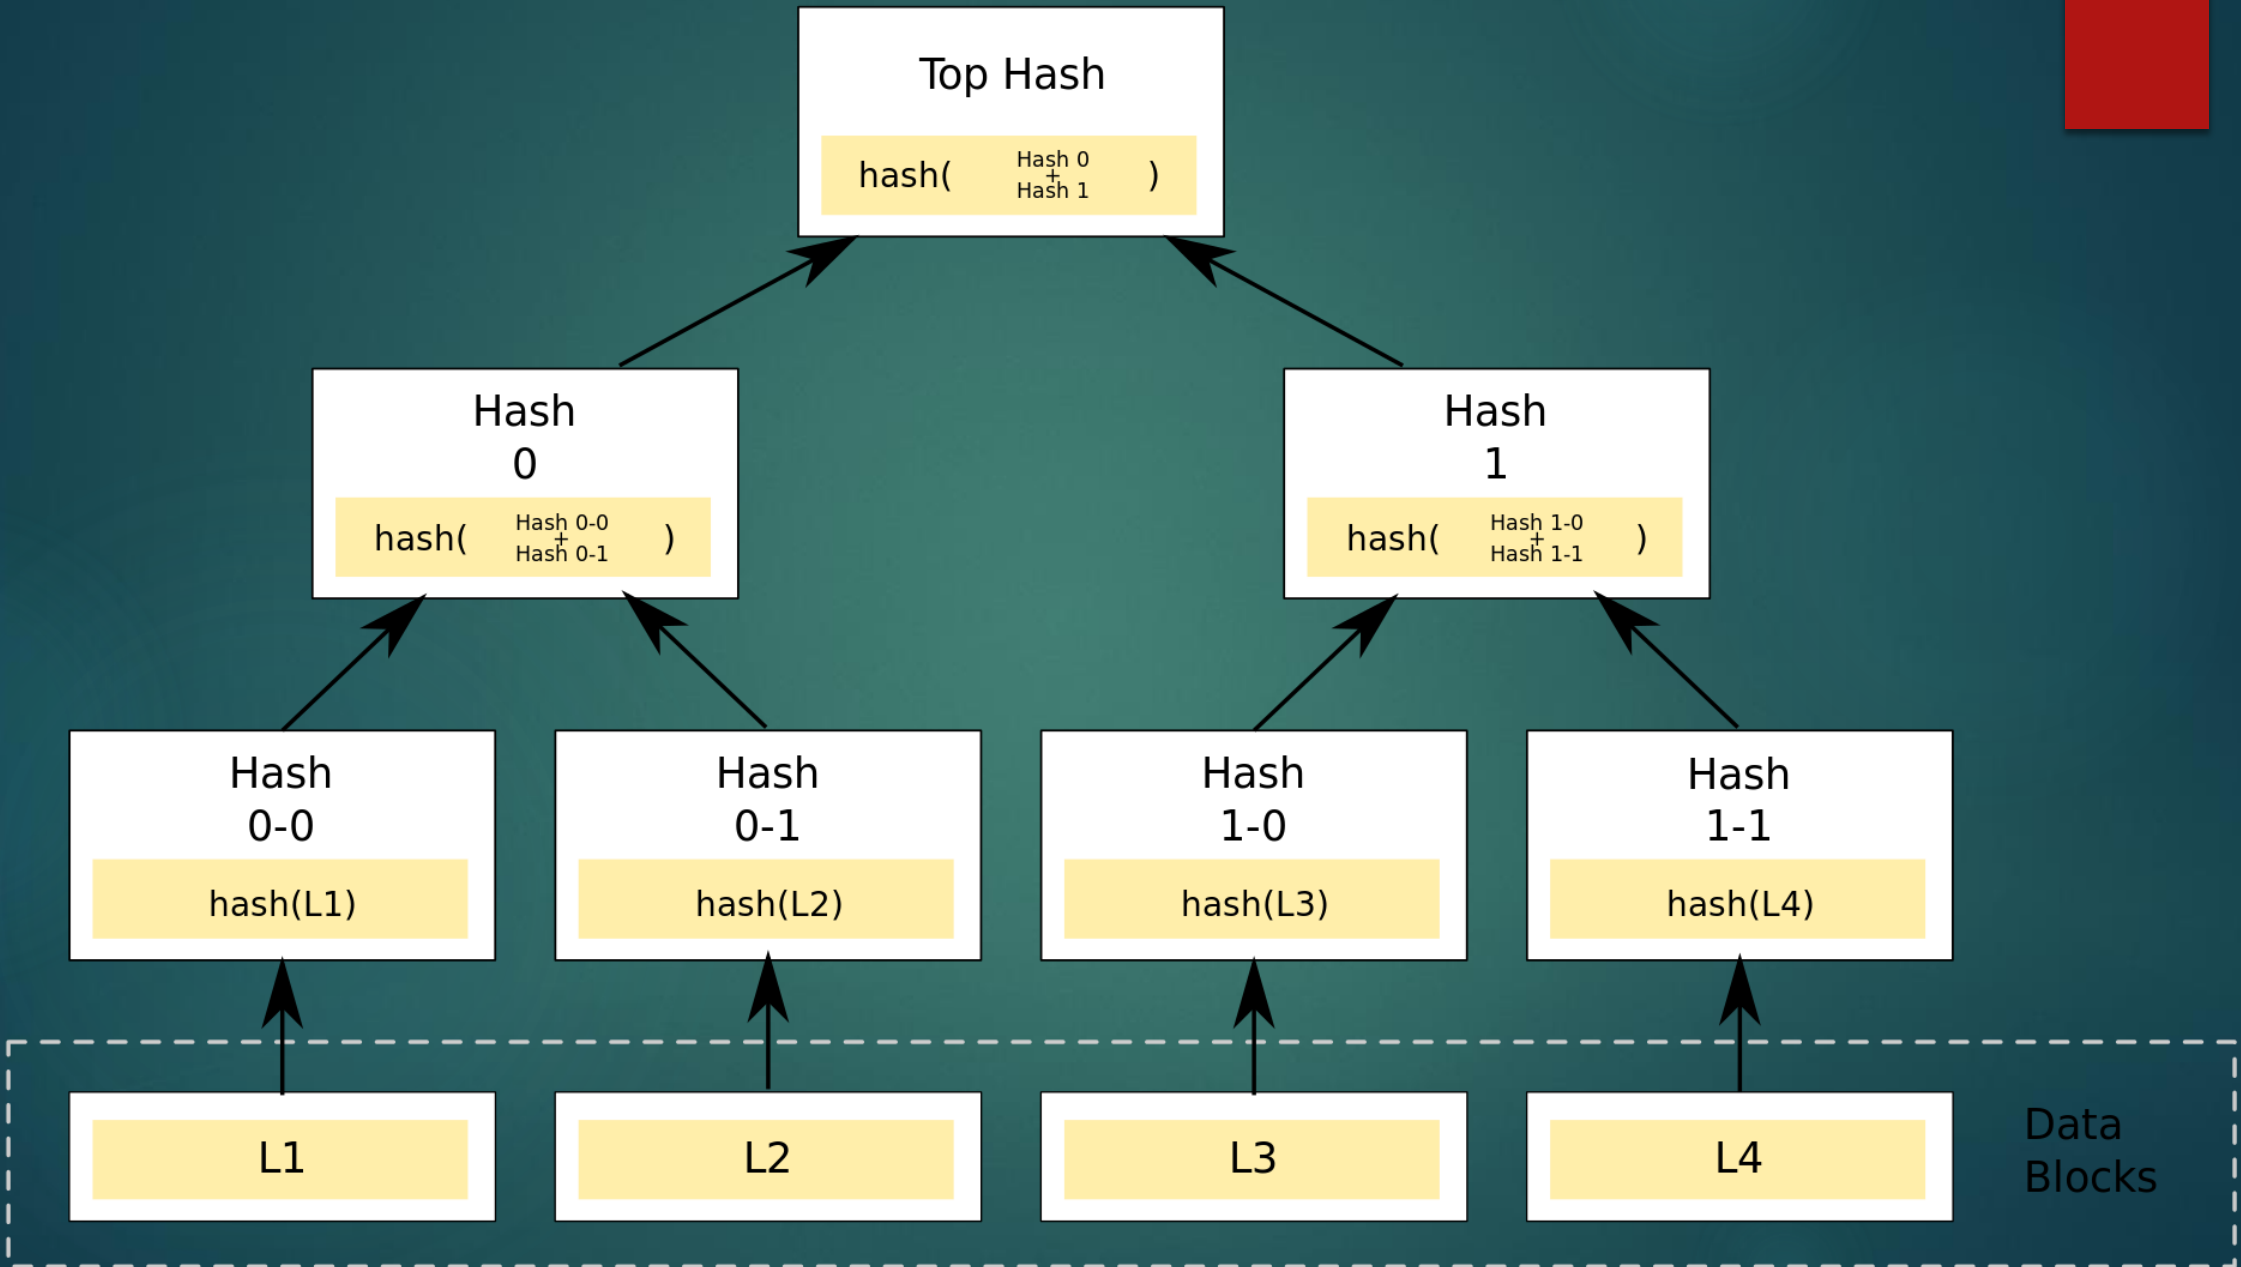 Top Hash
hash( Hash 0 + Hash 1 )
Hash
0
hash( Hash 0-0 + Hash 0-1 )
Hash
1
hash( Hash 1-0 + Hash 1-1 )
Hash
0-0
hash(L1)
Hash
0-1
hash(L2)
Hash
1-0
hash(L3)
Hash
1-1
hash(L4)
L1
L2
L3
L4
Data
Blocks